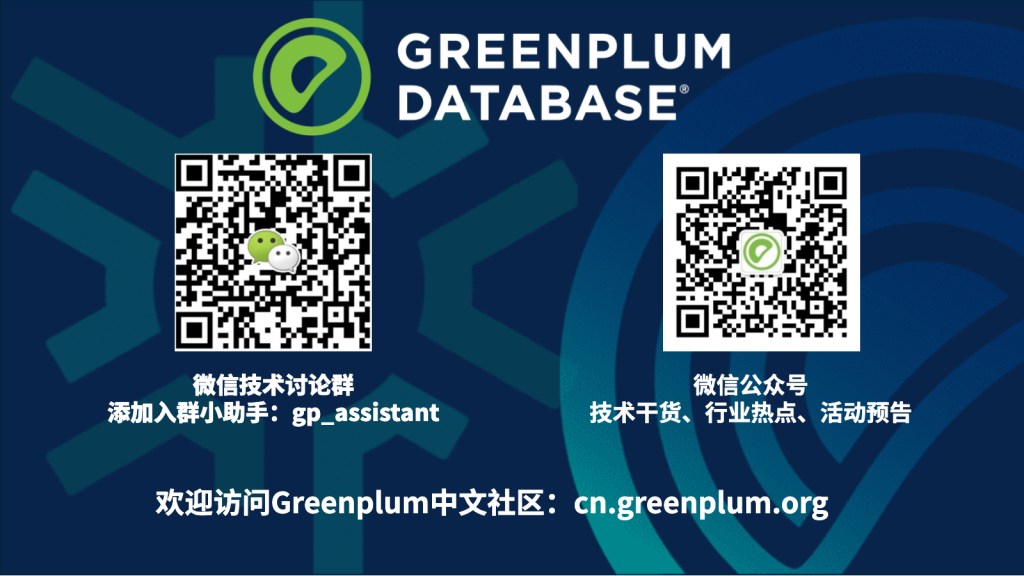 GREENPLUM
DATABASE®
微信技术讨论群
添加入群小助手：gp_assistant
微信公众号
技术干货、行业热点、活动预告
欢迎访问Greenplum中文社区：cn.greenplum.org